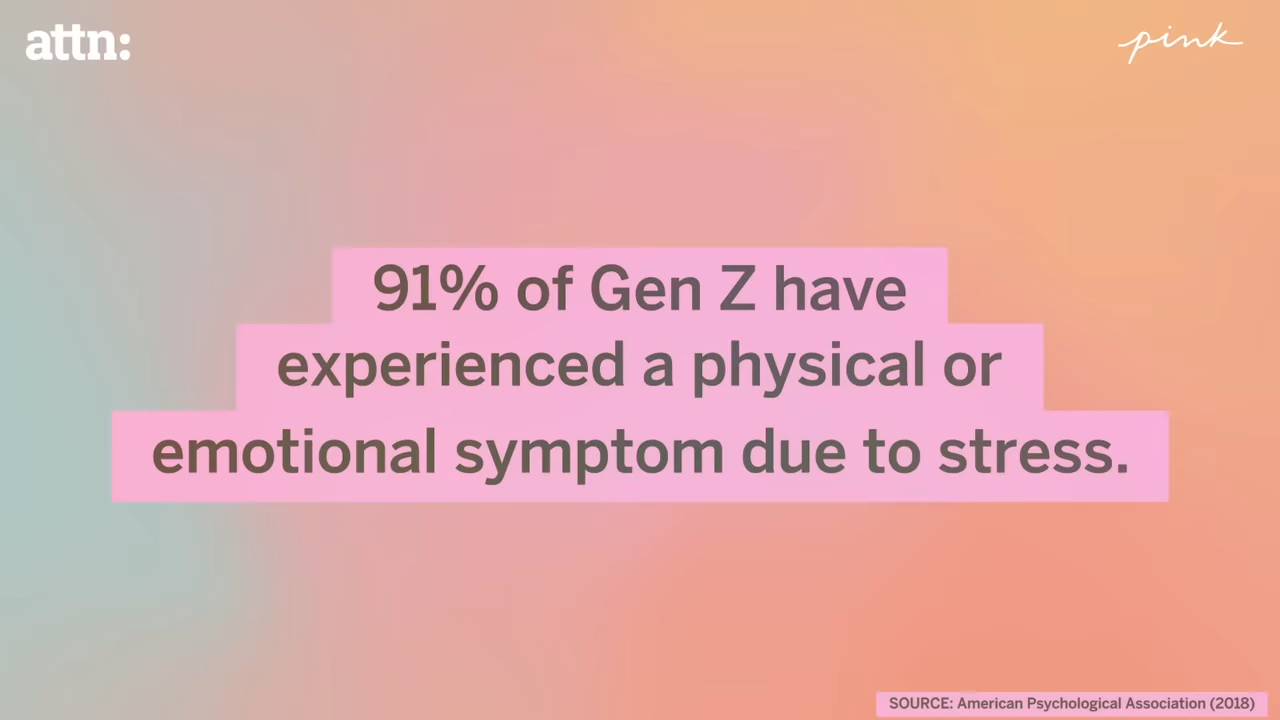 attn:
pink
91% of Gen Z have
experienced a physical or
emotional symptom due to stress.
SOURCE: American Psychological Association (2018)